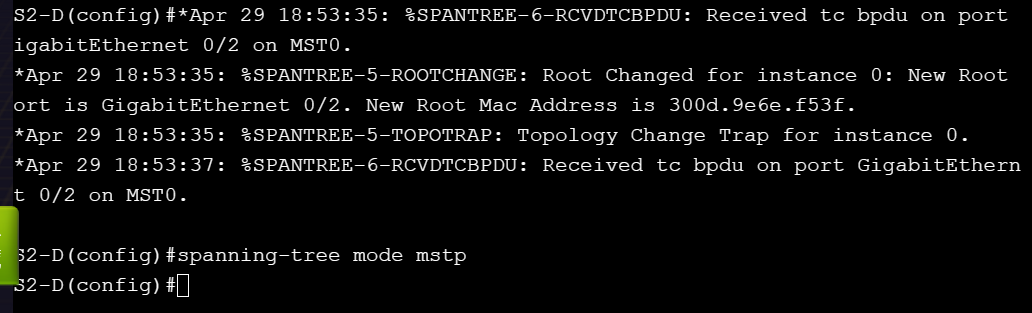 S2-D(config)#*Apr 29 18:53:35: %SPANTREE-6-RCVDTCBPDU: Received tc bpdu on port
igabitEthernet 0/2 on MST0.
*Apr 29 18:53:35: %SPANTREE-5-ROOTCHANGE: Root Changed for instance 0: New Root
ort is GigabitEthernet 0/2. New Root Mac Address is 300d.9e6e.f53f.
*Apr 29 18:53:35: %SPANTREE-5-TOPOTRAP: Topology Change Trap for instance 0.
*Apr 29 18:53:37: %SPANTREE-6-RCVDTCBPDU: Received tc bpdu on port GigabitEthern
t 0/2 on MST0.
S2-D(config)#spanning-tree mode mstp
S2-D(config)#